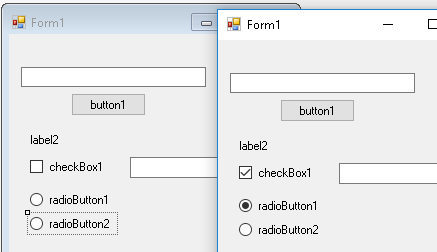 Form1
button1
label2
checkBox1
radioButton1
radioButton2
Form1
button1
label2
checkBox1
radioButton1
radioButton2